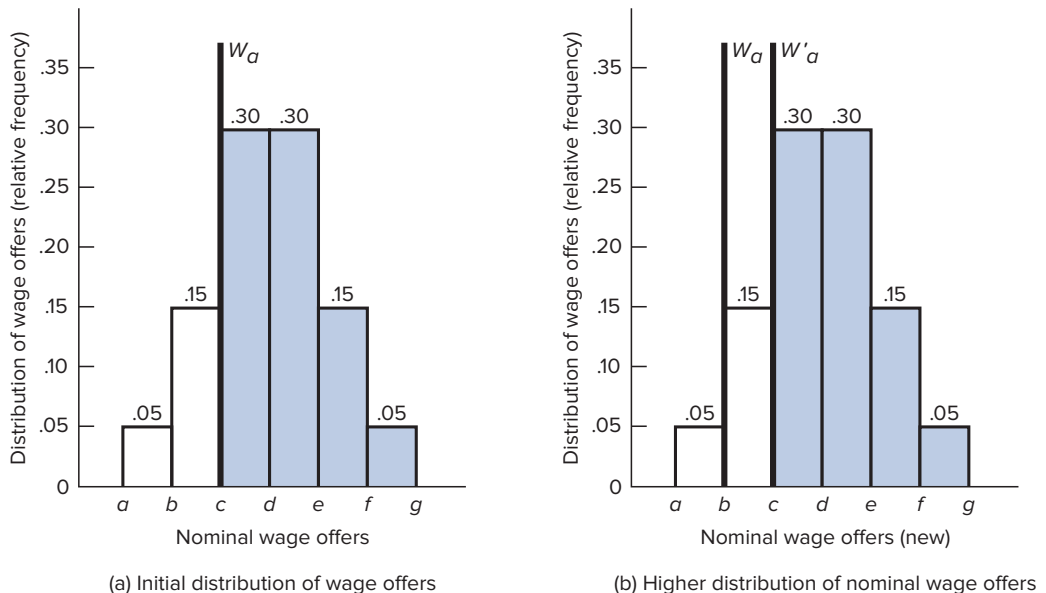 Distribution of wage offers (relative frequency)
.35
.30
.25
.20
.15
.10
.05
0
Wa
.05
.15
.30 .30
.15
.05
a b c d e f g
Nominal wage offers
(a) Initial distribution of wage offers
Distribution of wage offers (relative frequency)
.35
.30
.25
.20
.15
.10
.05
0
Wa W'a
.05
.15
.30 .30
.15
.05
a b c d e f g
Nominal wage offers (new)
(b) Higher distribution of nominal wage offers